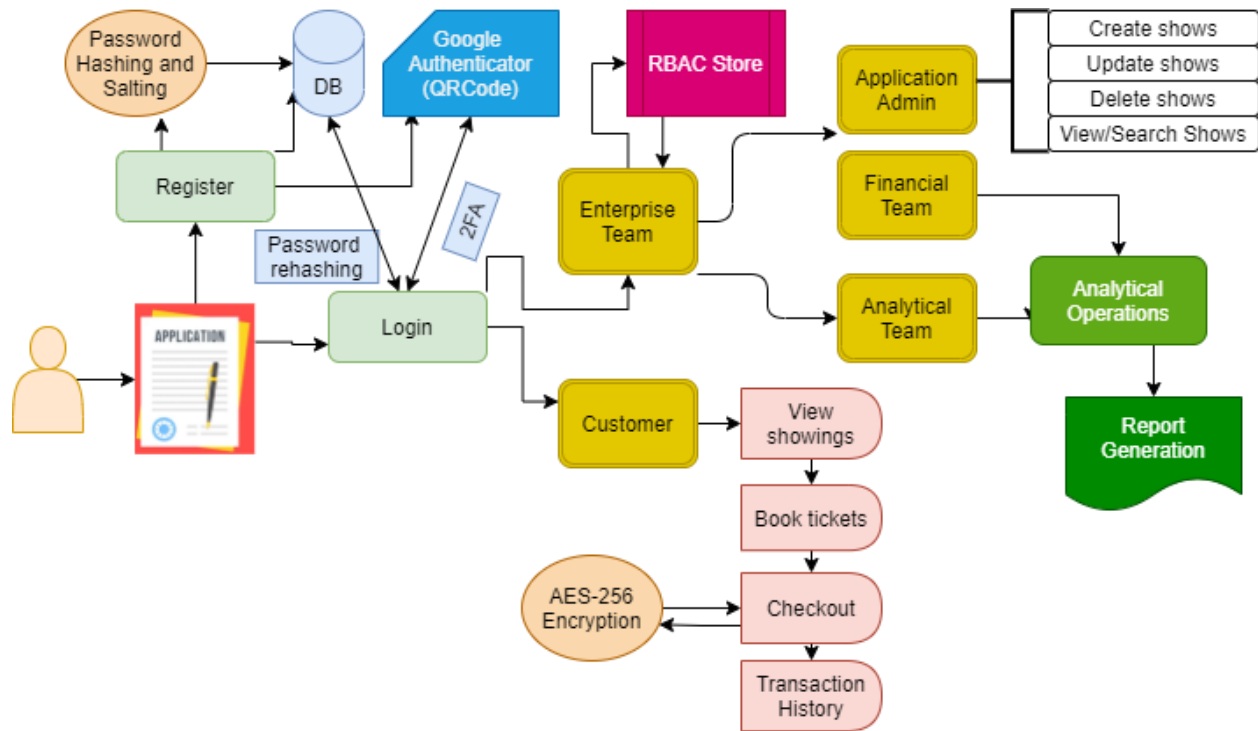 Password
Hashing and
Salting
DB
Google
Authenticator
(QRCode)
RBAC Store
Application
Admin
Create shows
Update shows
Delete shows
View/Search Shows
Register
2FA
Enterprise
Team
Financial
Team
Password
rehashing
APPLICATION
Login
Analytical
Team
Analytical
Operations
Customer
View
showings
Report
Generation
Book tickets
AES-256
Encryption
Checkout
Transaction
History